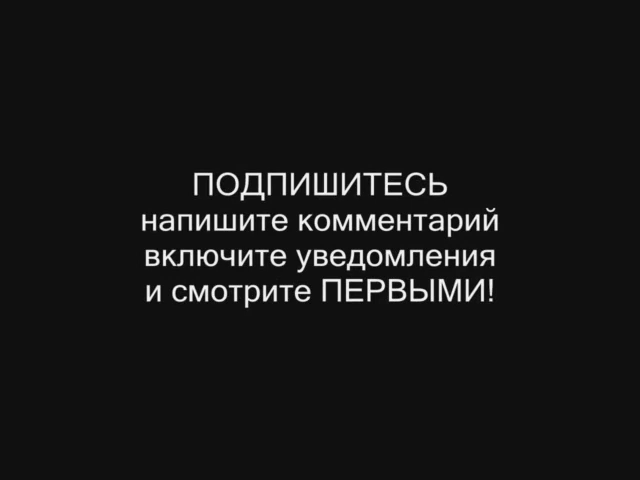 ПОДПИШИТЕСЬ
напишите комментарий
включите уведомления
и смотрите ПЕРВЫМИ!